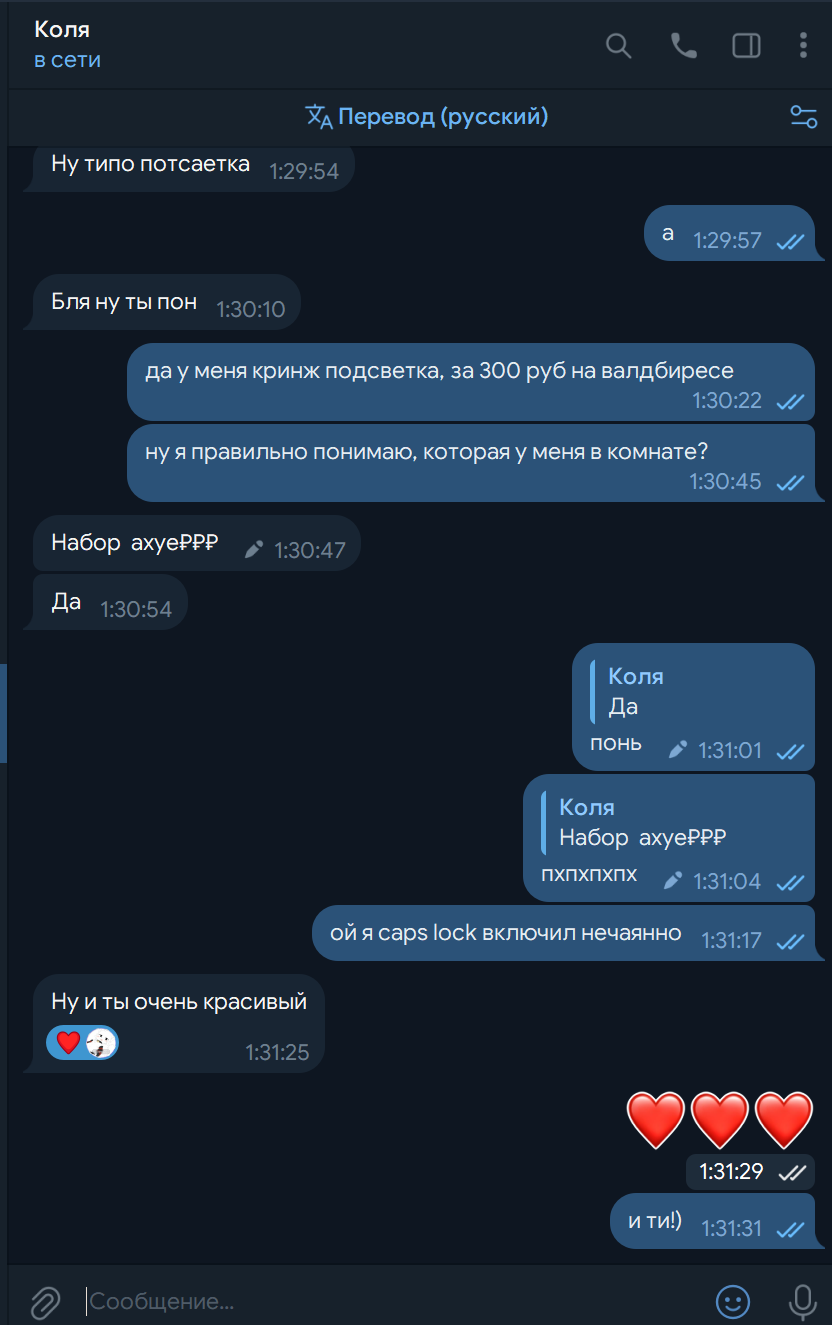 Коля
в сети
Перевод (русский)
Ну типо потсаетка 1:29:54
а 1:29:57
Бля ну ты пон 1:30:10
да у меня кринж подсветка, за 300 руб на валдбиресе
1:30:22
ну я правильно понимаю, которая у меня в комнате?
1:30:45
Набор ахуе₽₽₽ 1:30:47
Да 1:30:54
Коля
Да
понь 1:31:01
Коля
Набор ахуе₽₽₽
пхпхпхпх 1:31:04
ой я caps lock включил нечаянно 1:31:17
Ну и ты очень красивый
1:31:25
1:31:29
и ти!) 1:31:31
Сообщение...